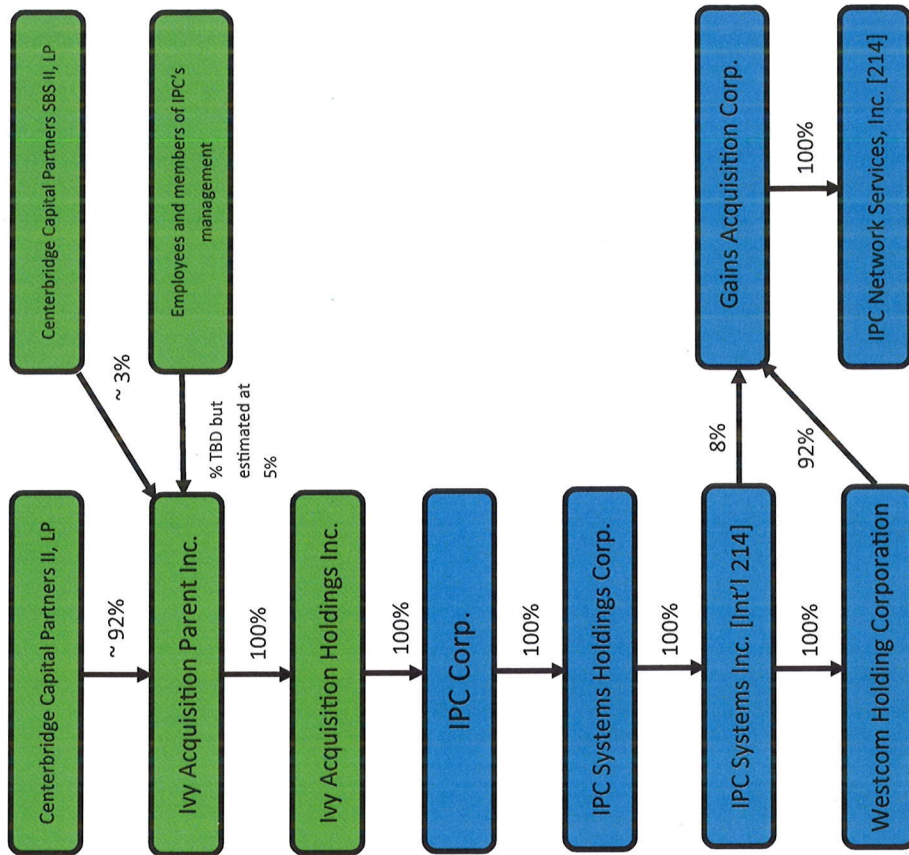 Centerbridge Capital Partners II, LP
Centerbridge Capital Partners SBS II, LP
~ 92%
~ 3%
Ivy Acquisition Parent Inc.
Employees and members of IPC's
management
% TBD but
estimated at
5%
100%
Ivy Acquisition Holdings Inc.
100%
IPC Corp.
100%
IPC Systems Holdings Corp.
100%
IPC Systems Inc. [Int'l 214]
8%
Gains Acquisition Corp.
100%
92%
100%
Westcom Holding Corporation
IPC Network Services, Inc. [214]